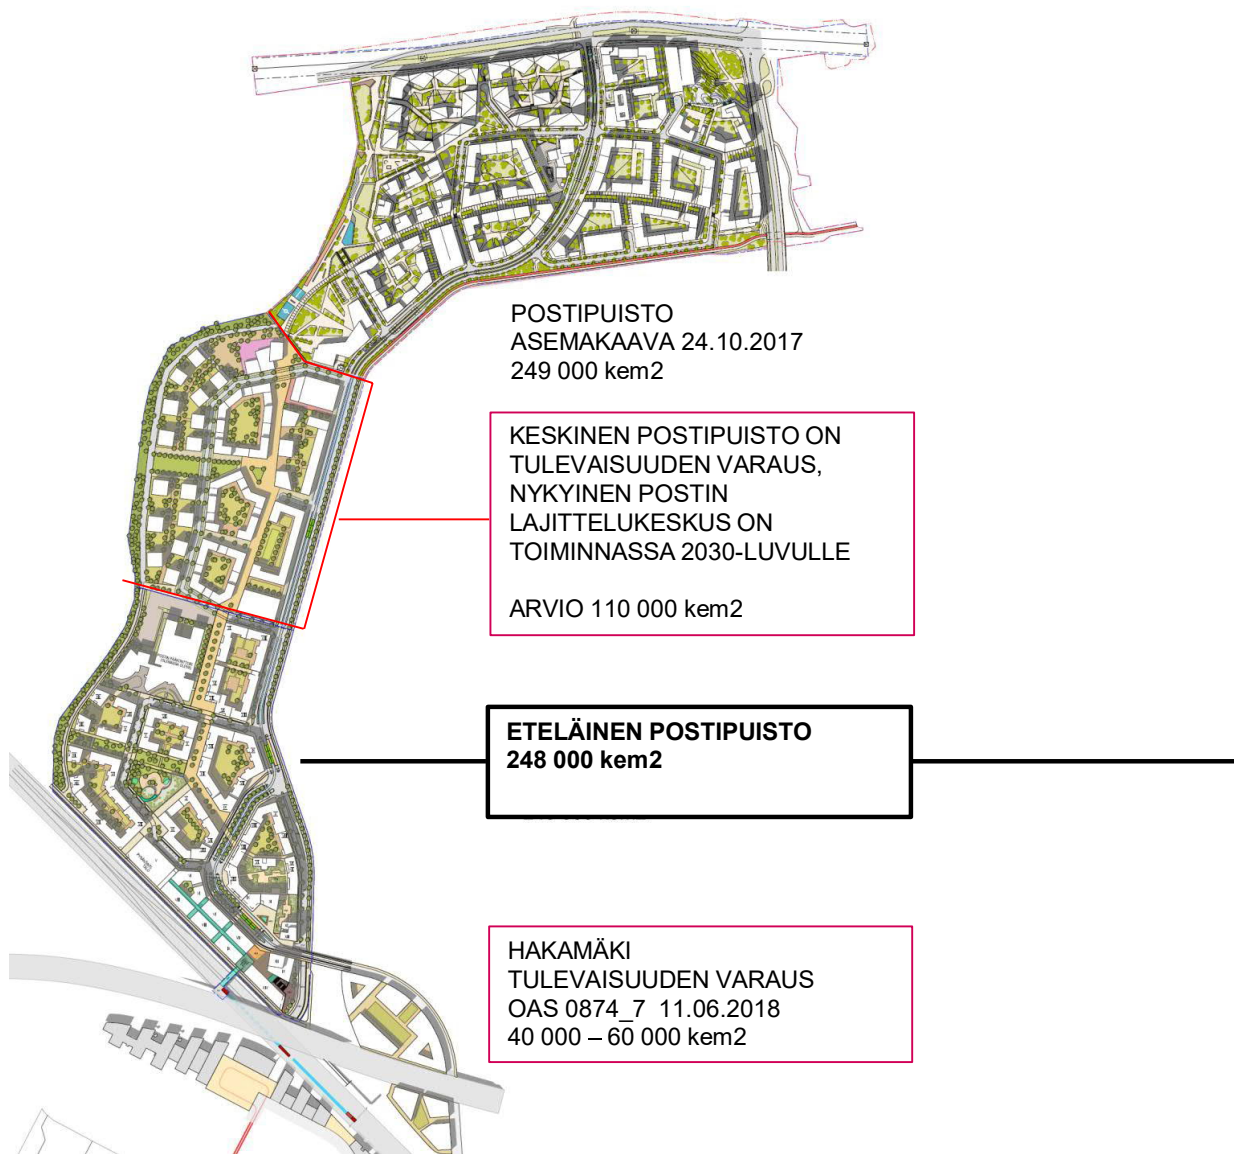 POSTIPUISTO
ASEMAKAAVA 24.10.2017
249 000 kem2
KESKINEN POSTIPUISTO ON
TULEVAISUUDEN VARAUS,
NYKYINEN POSTIN
LAJITTELUKESKUS ON
TOIMINNASSA 2030-LUVULLE
ARVIO 110 000 kem2
ETELÄINEN POSTIPUISTO
248 000 kem2
HAKAMÄKI
TULEVAISUUDEN VARAUS
OAS 0874_7 11.06.2018
40 000 – 60 000 kem2